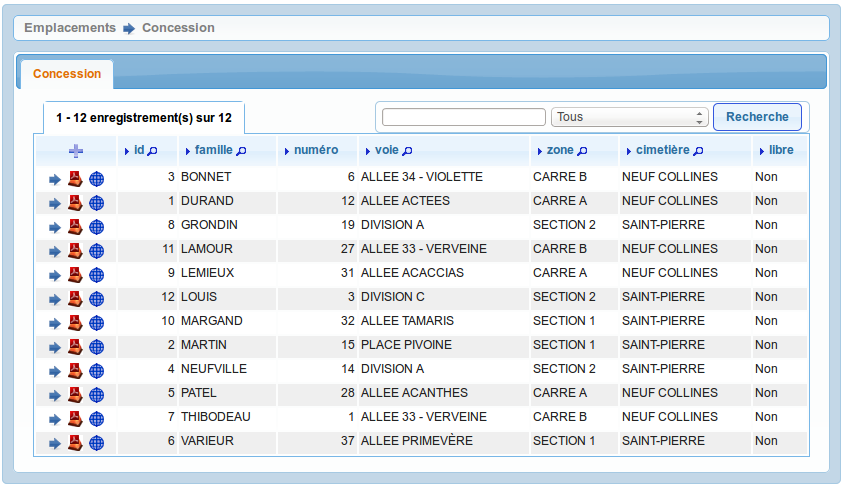 Emplacements Concession
Concession
1 - 12 enregistrement(s) sur 12 Tous Recherche
id famille numéro voie zone cimetière libre
3 BONNET 6 ALLEE 34 - VIOLETTE CARRE B NEUF COLLINES Non
1 DURAND 12 ALLEE ACTEES CARRE A NEUF COLLINES Non
8 GRONDIN 19 DIVISION A SECTION 2 SAINT-PIERRE Non
11 LAMOUR 27 ALLEE 33 - VERVEINE CARRE B NEUF COLLINES Non
9 LEMIEUX 31 ALLEE ACACCIAS CARRE A NEUF COLLINES Non
12 LOUIS 3 DIVISION C SECTION 2 SAINT-PIERRE Non
10 MARGAND 32 ALLEE TAMARIS SECTION 1 SAINT-PIERRE Non
2 MARTIN 15 PLACE PIVOINE SECTION 1 SAINT-PIERRE Non
4 NEUFVILLE 14 DIVISION A SECTION 2 SAINT-PIERRE Non
5 PATEL 28 ALLEE ACANTHES CARRE A NEUF COLLINES Non
7 THIBODEAU 1 ALLEE 33 - VERVEINE CARRE B NEUF COLLINES Non
6 VARIEUR 37 ALLEE PRIMEVÈRE SECTION 1 SAINT-PIERRE Non